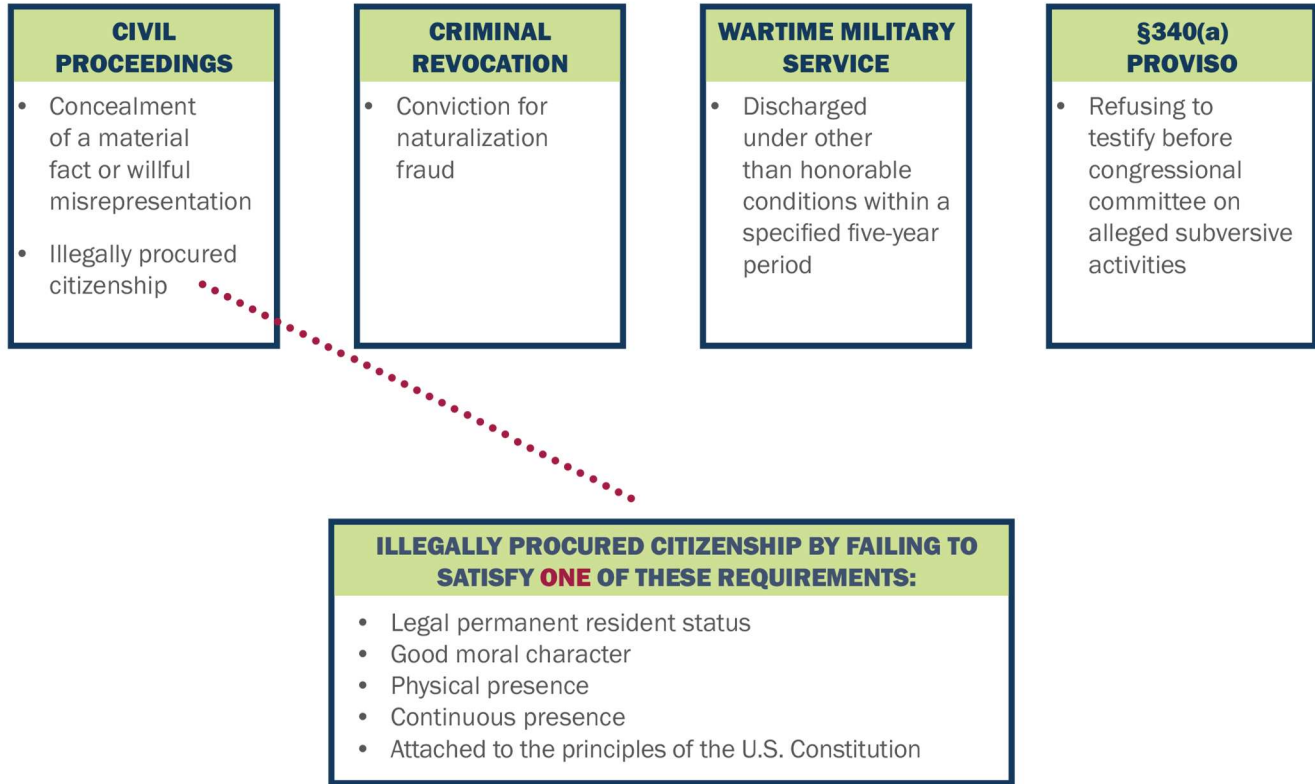 CIVIL
PROCEEDINGS
• Concealment
of a material
fact or willful
misrepresentation
• Illegally procured
citizenship
CRIMINAL
REVOCATION
• Conviction for
naturalization
fraud
WARTIME MILITARY
SERVICE
• Discharged
under other
than honorable
conditions within a
specified five-year
period
§340(a)
PROVISO
• Refusing to
testify before
congressional
committee on
alleged subversive
activities
ILLEGALLY PROCURED CITIZENSHIP BY FAILING TO
SATISFY ONE OF THESE REQUIREMENTS:
• Legal permanent resident status
• Good moral character
• Physical presence
• Continuous presence
• Attached to the principles of the U.S. Constitution